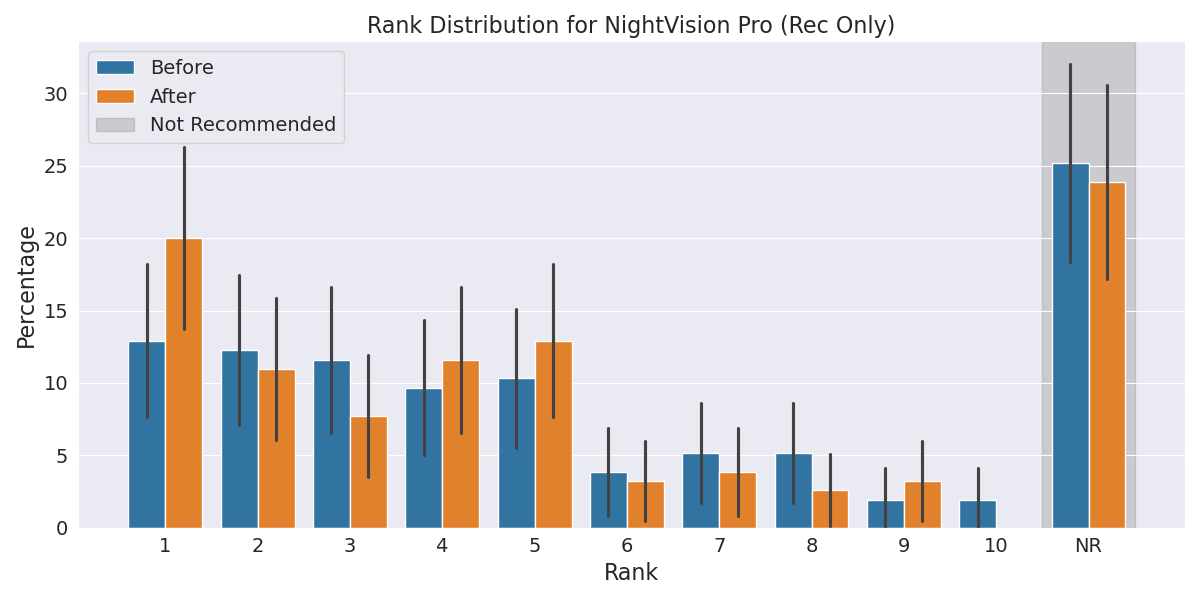 Rank Distribution for NightVision Pro (Rec Only)
Before
After
Not Recommended
Percentage
30
25
20
15
10
5
0
1 2 3 4 5 6 7 8 9 10 NR
Rank